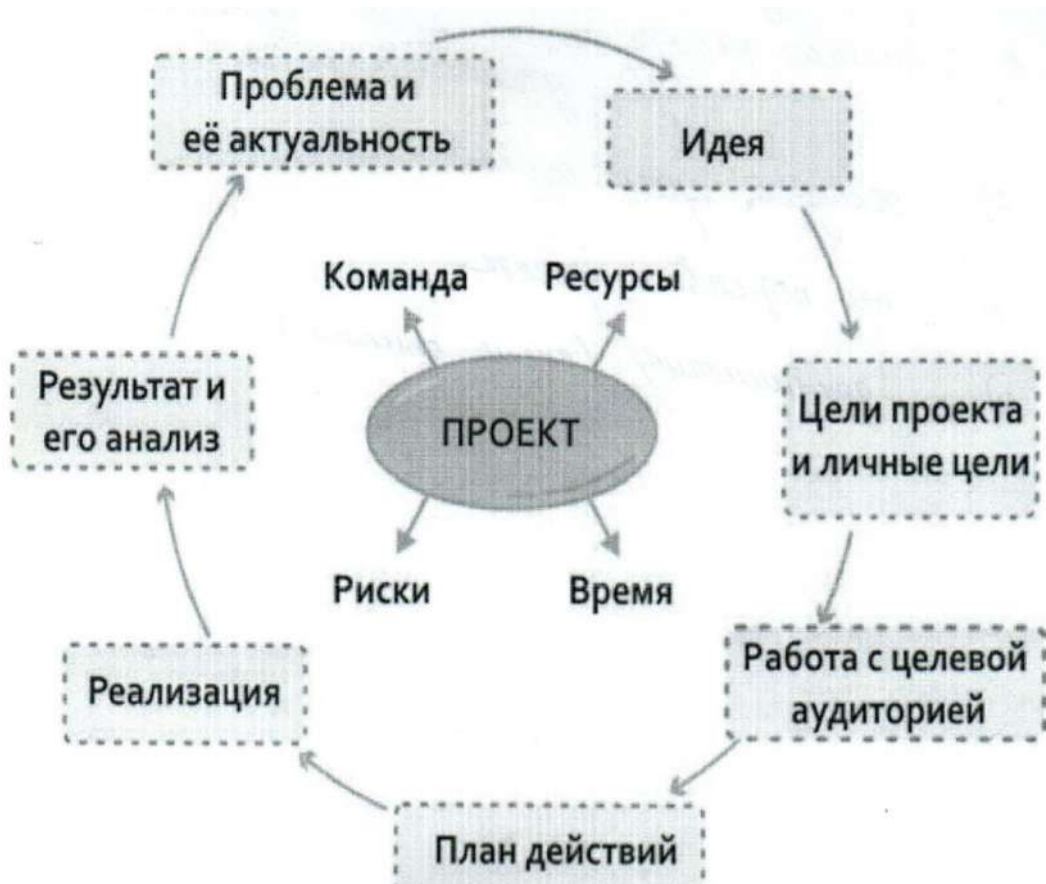 Проблема и
её актуальность
Идея
Команда
Ресурсы
Результат и
его анализ
ПРОЕКТ
Цели проекта
и личные цели
Риски
Время
Реализация
Работа с целевой
аудиторией
План действий